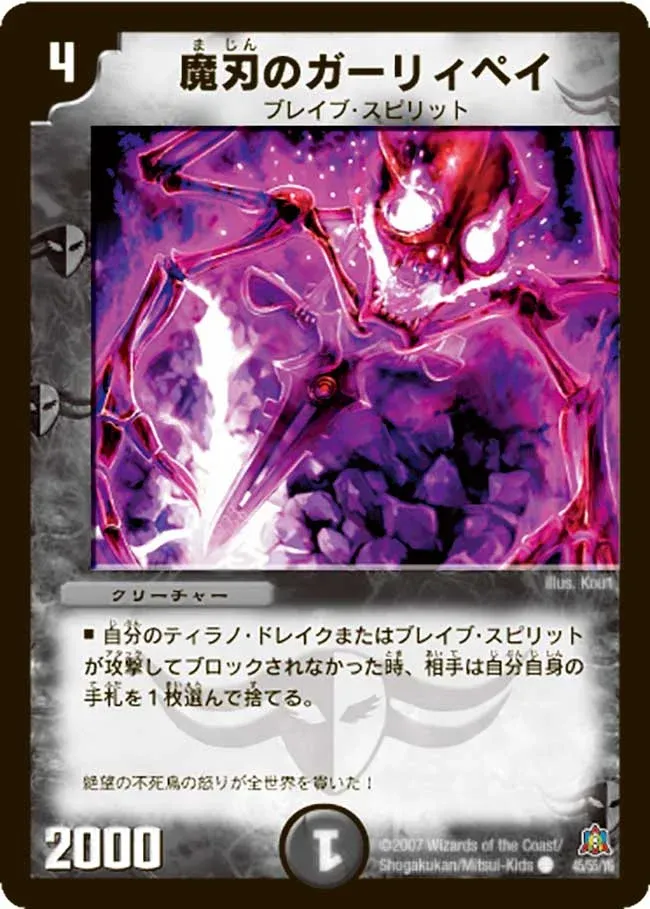 4
ま じん
魔刃のガーリィペイ
ブレイブ・スピリット
illus. Kou1
クリーチャー
■ 自分のティラノ・ドレイクまたはブレイブ・スピリット
が攻撃してブロックされなかった時、相手は自分自身の
手札を1枚選んで捨てる。
絶望の不死鳥の怒りが全世界を貫いた！
2000
1
©2007 Wizards of the Coast/
Shogakukan/Mitsui-Kids
45/55/Y6